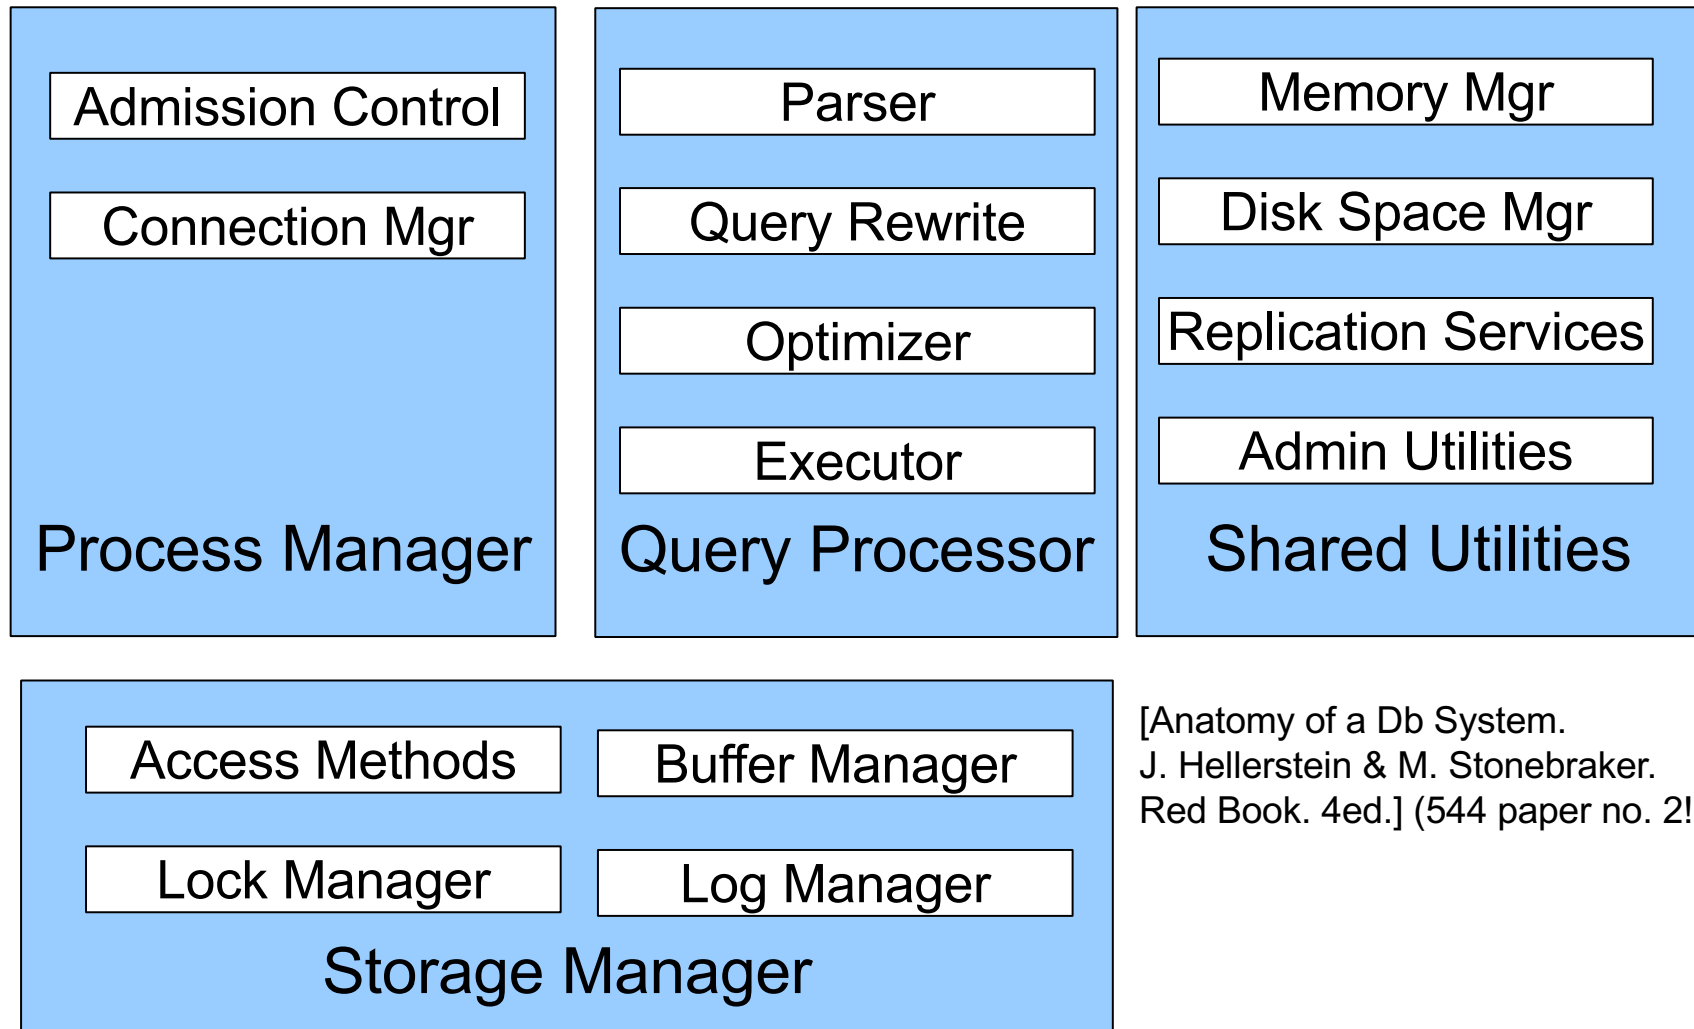 Admission Control
Connection Mgr
Process Manager
Parser
Query Rewrite
Optimizer
Executor
Query Processor
Memory Mgr
Disk Space Mgr
Replication Services
Admin Utilities
Shared Utilities
Access Methods
Buffer Manager
Lock Manager
Log Manager
Storage Manager
[Anatomy of a Db System.
J. Hellerstein & M. Stonebraker.
Red Book. 4ed.] (544 paper no. 2!